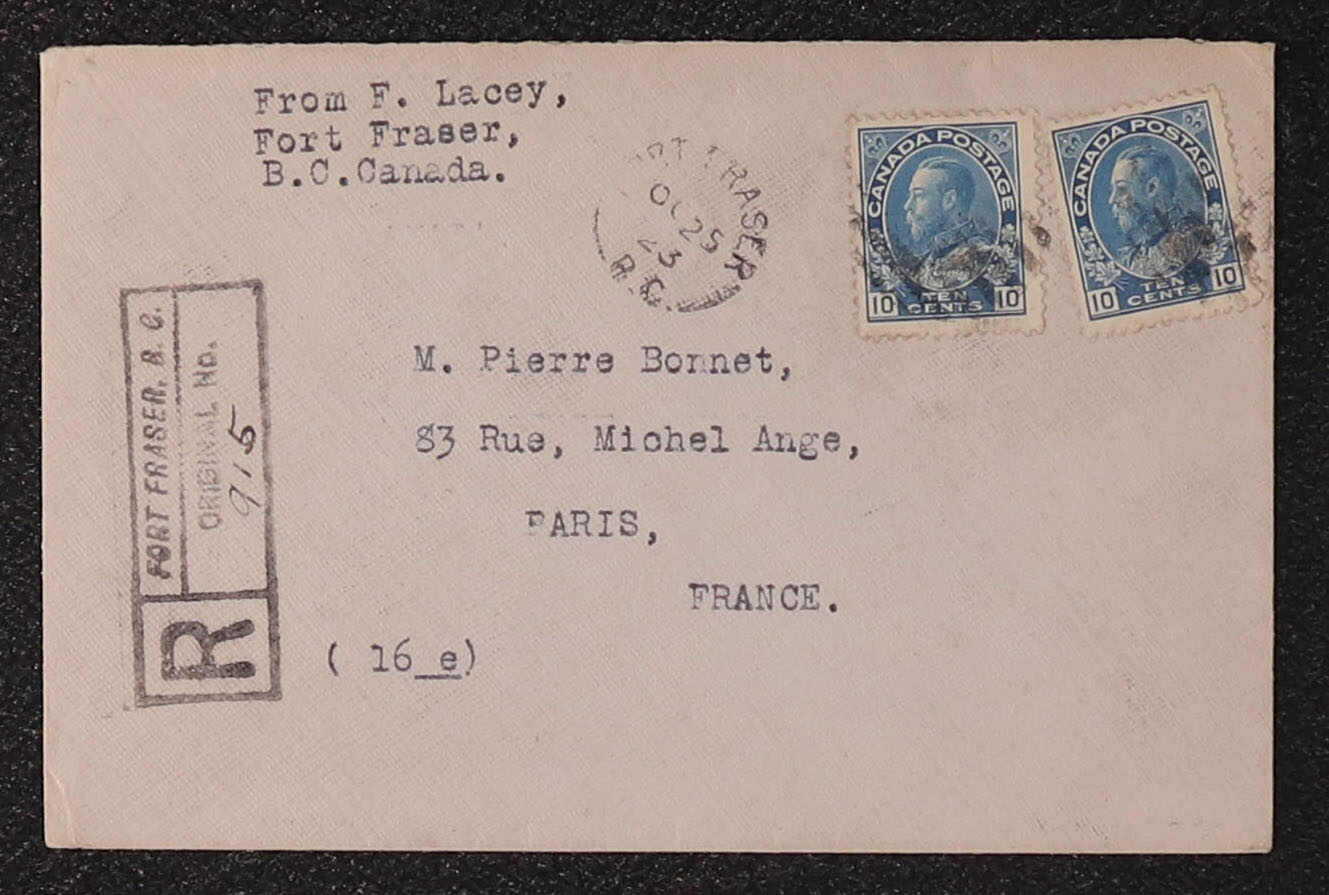 From F. Lacey,
Fort Fraser,
B.C.Canada.
FRASER
OC 25
23
B.C.
CANADA POSTAGE
10 TEN CENTS 10
CANADA POSTAGE
10 TEN CENTS 10
R
FORT FRASER, B. C.
ORIGINAL No.
915
M. Pierre Bonnet,
83 Rue, Michel Ange,
PARIS,
FRANCE.
( 16 e)